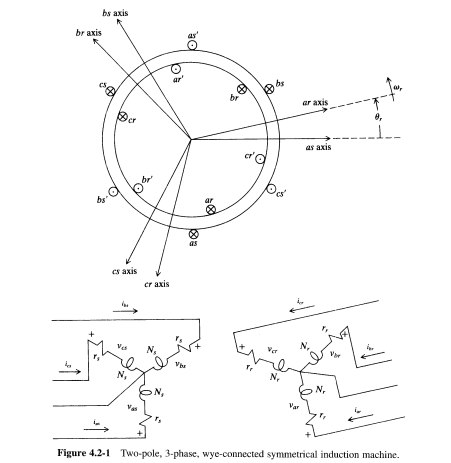 bs axis
br axis
as'
ar'
cs
bs
br
ωr
ar axis
cr
θr
as axis
cr'
br'
bs'
ar
cs'
as
cs axis
cr axis
ibs
icr
+
vcs
rs
+
rs
Ns
ics
Ns
vbs
Ns
vas
rs
ias
+
+
vcr
rr
Nr
rr
+
vbr
ibr
Nr
Nr
var
rr
iar
+
Figure 4.2-1 Two-pole, 3-phase, wye-connected symmetrical induction machine.